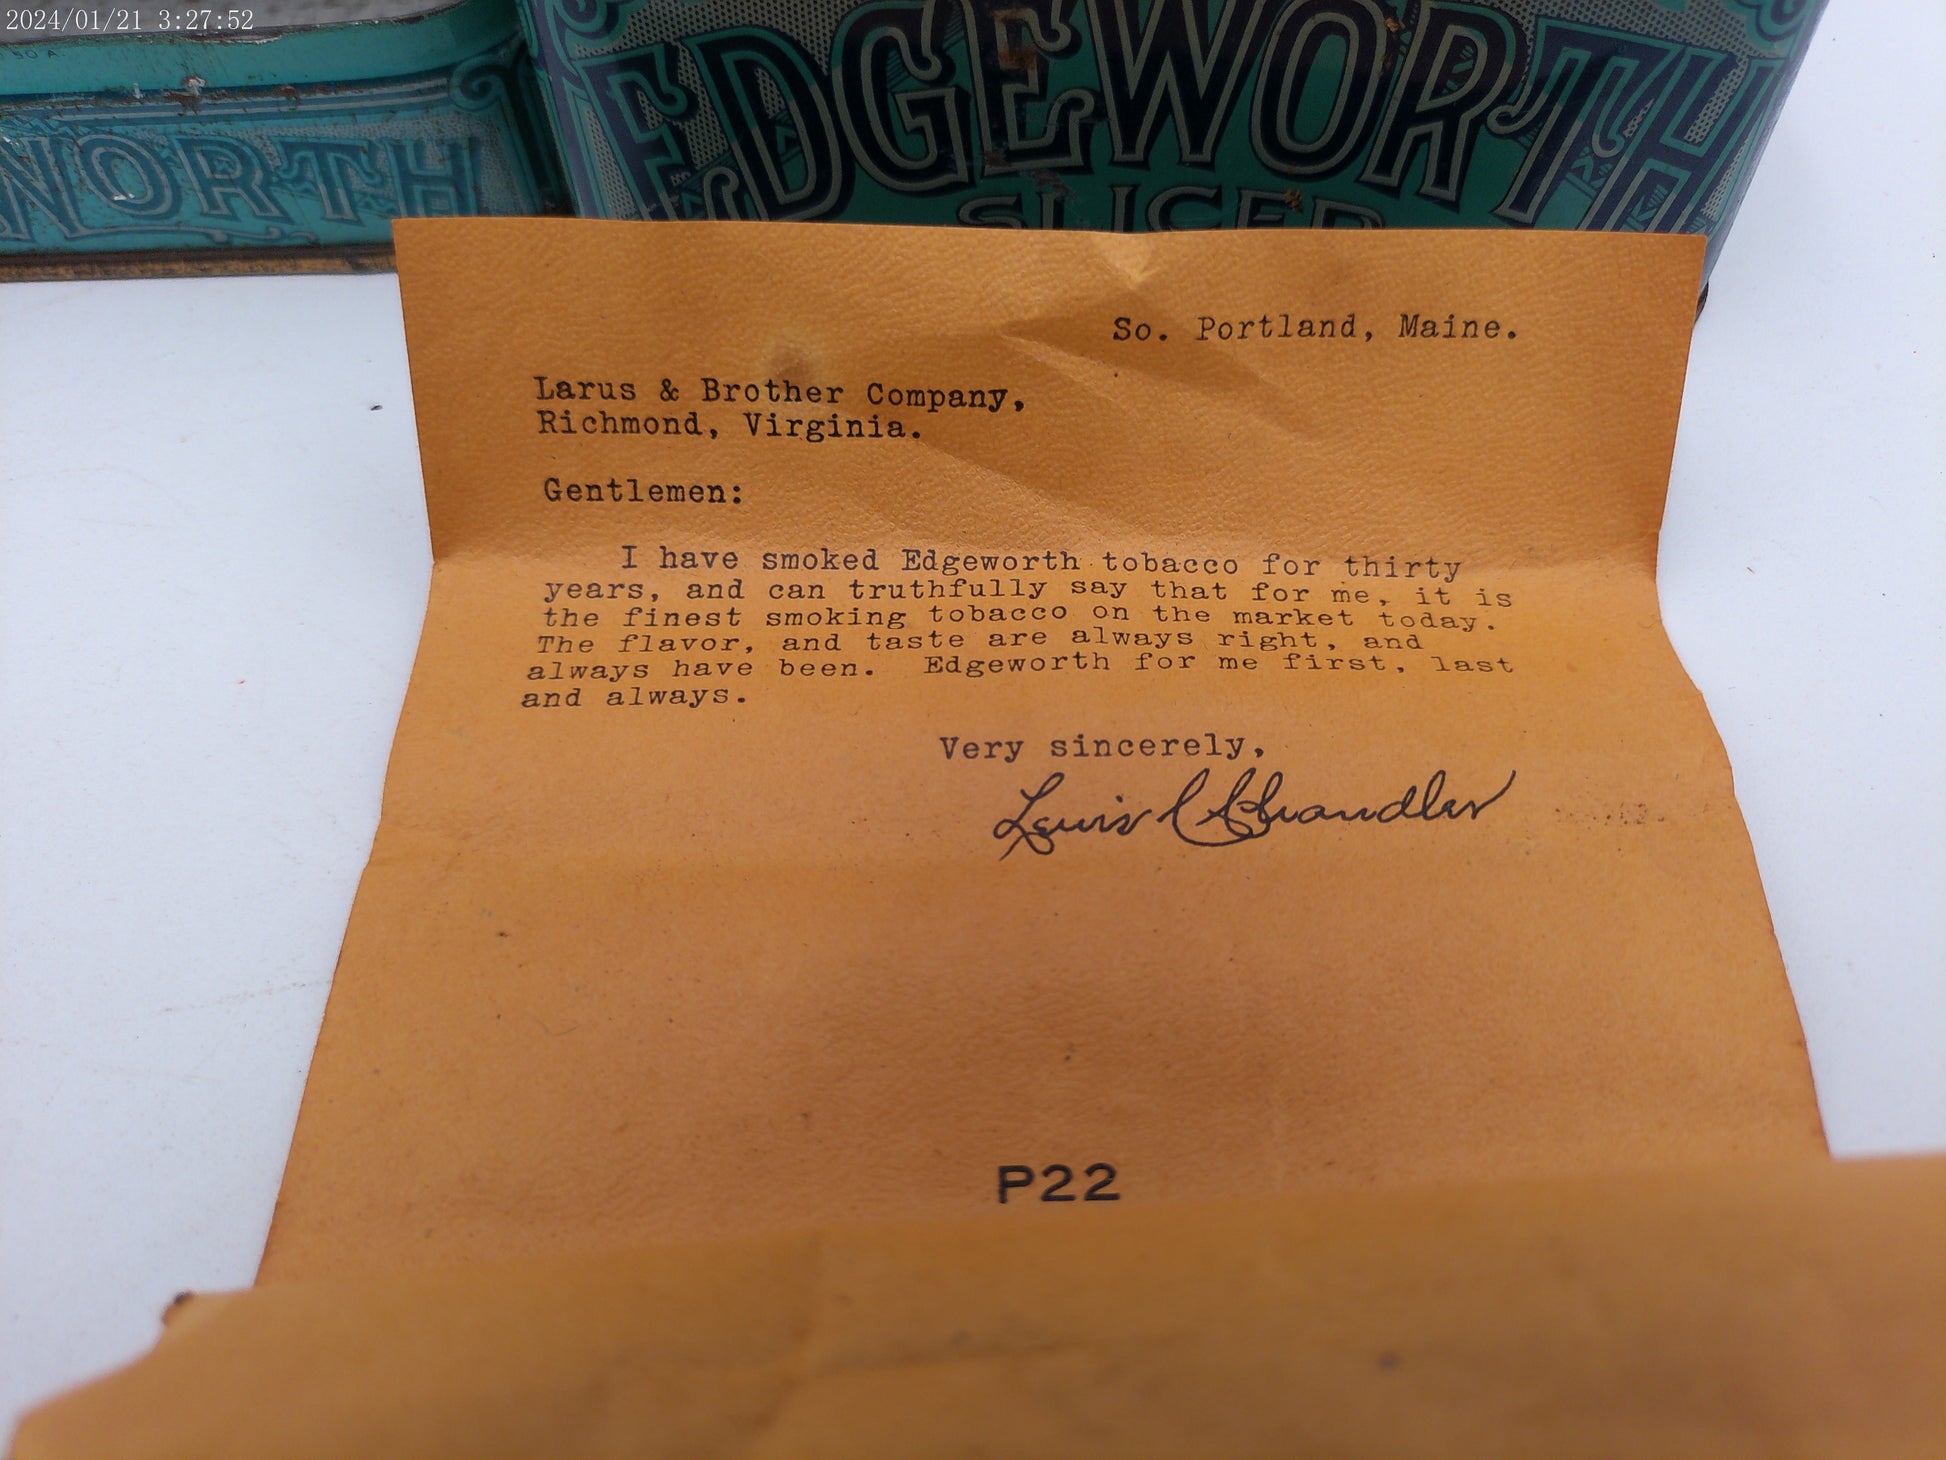 2024/01/21 3:27:52
WORTH
EDGEWORTH
SLICED
So. Portland, Maine.
Larus & Brother Company,
Richmond, Virginia.
Gentlemen:
I have smoked Edgeworth tobacco for thirty
years, and can truthfully say that for me, it is
the finest smoking tobacco on the market today.
The flavor, and taste are always right, and
always have been. Edgeworth for me first, last
and always.
Very sincerely,
Lewis C Chandler
P22